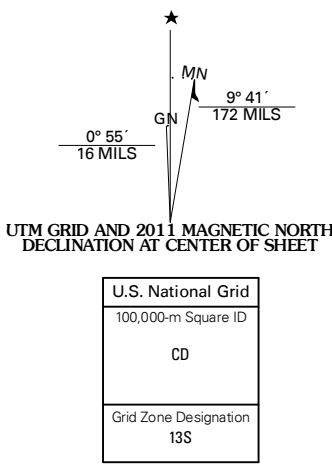 MN
GN
9° 41´
172 MILS
0° 55´
16 MILS
UTM GRID AND 2011 MAGNETIC NORTH
DECLINATION AT CENTER OF SHEET
U.S. National Grid
100,000-m Square ID
CD
Grid Zone Designation
13S